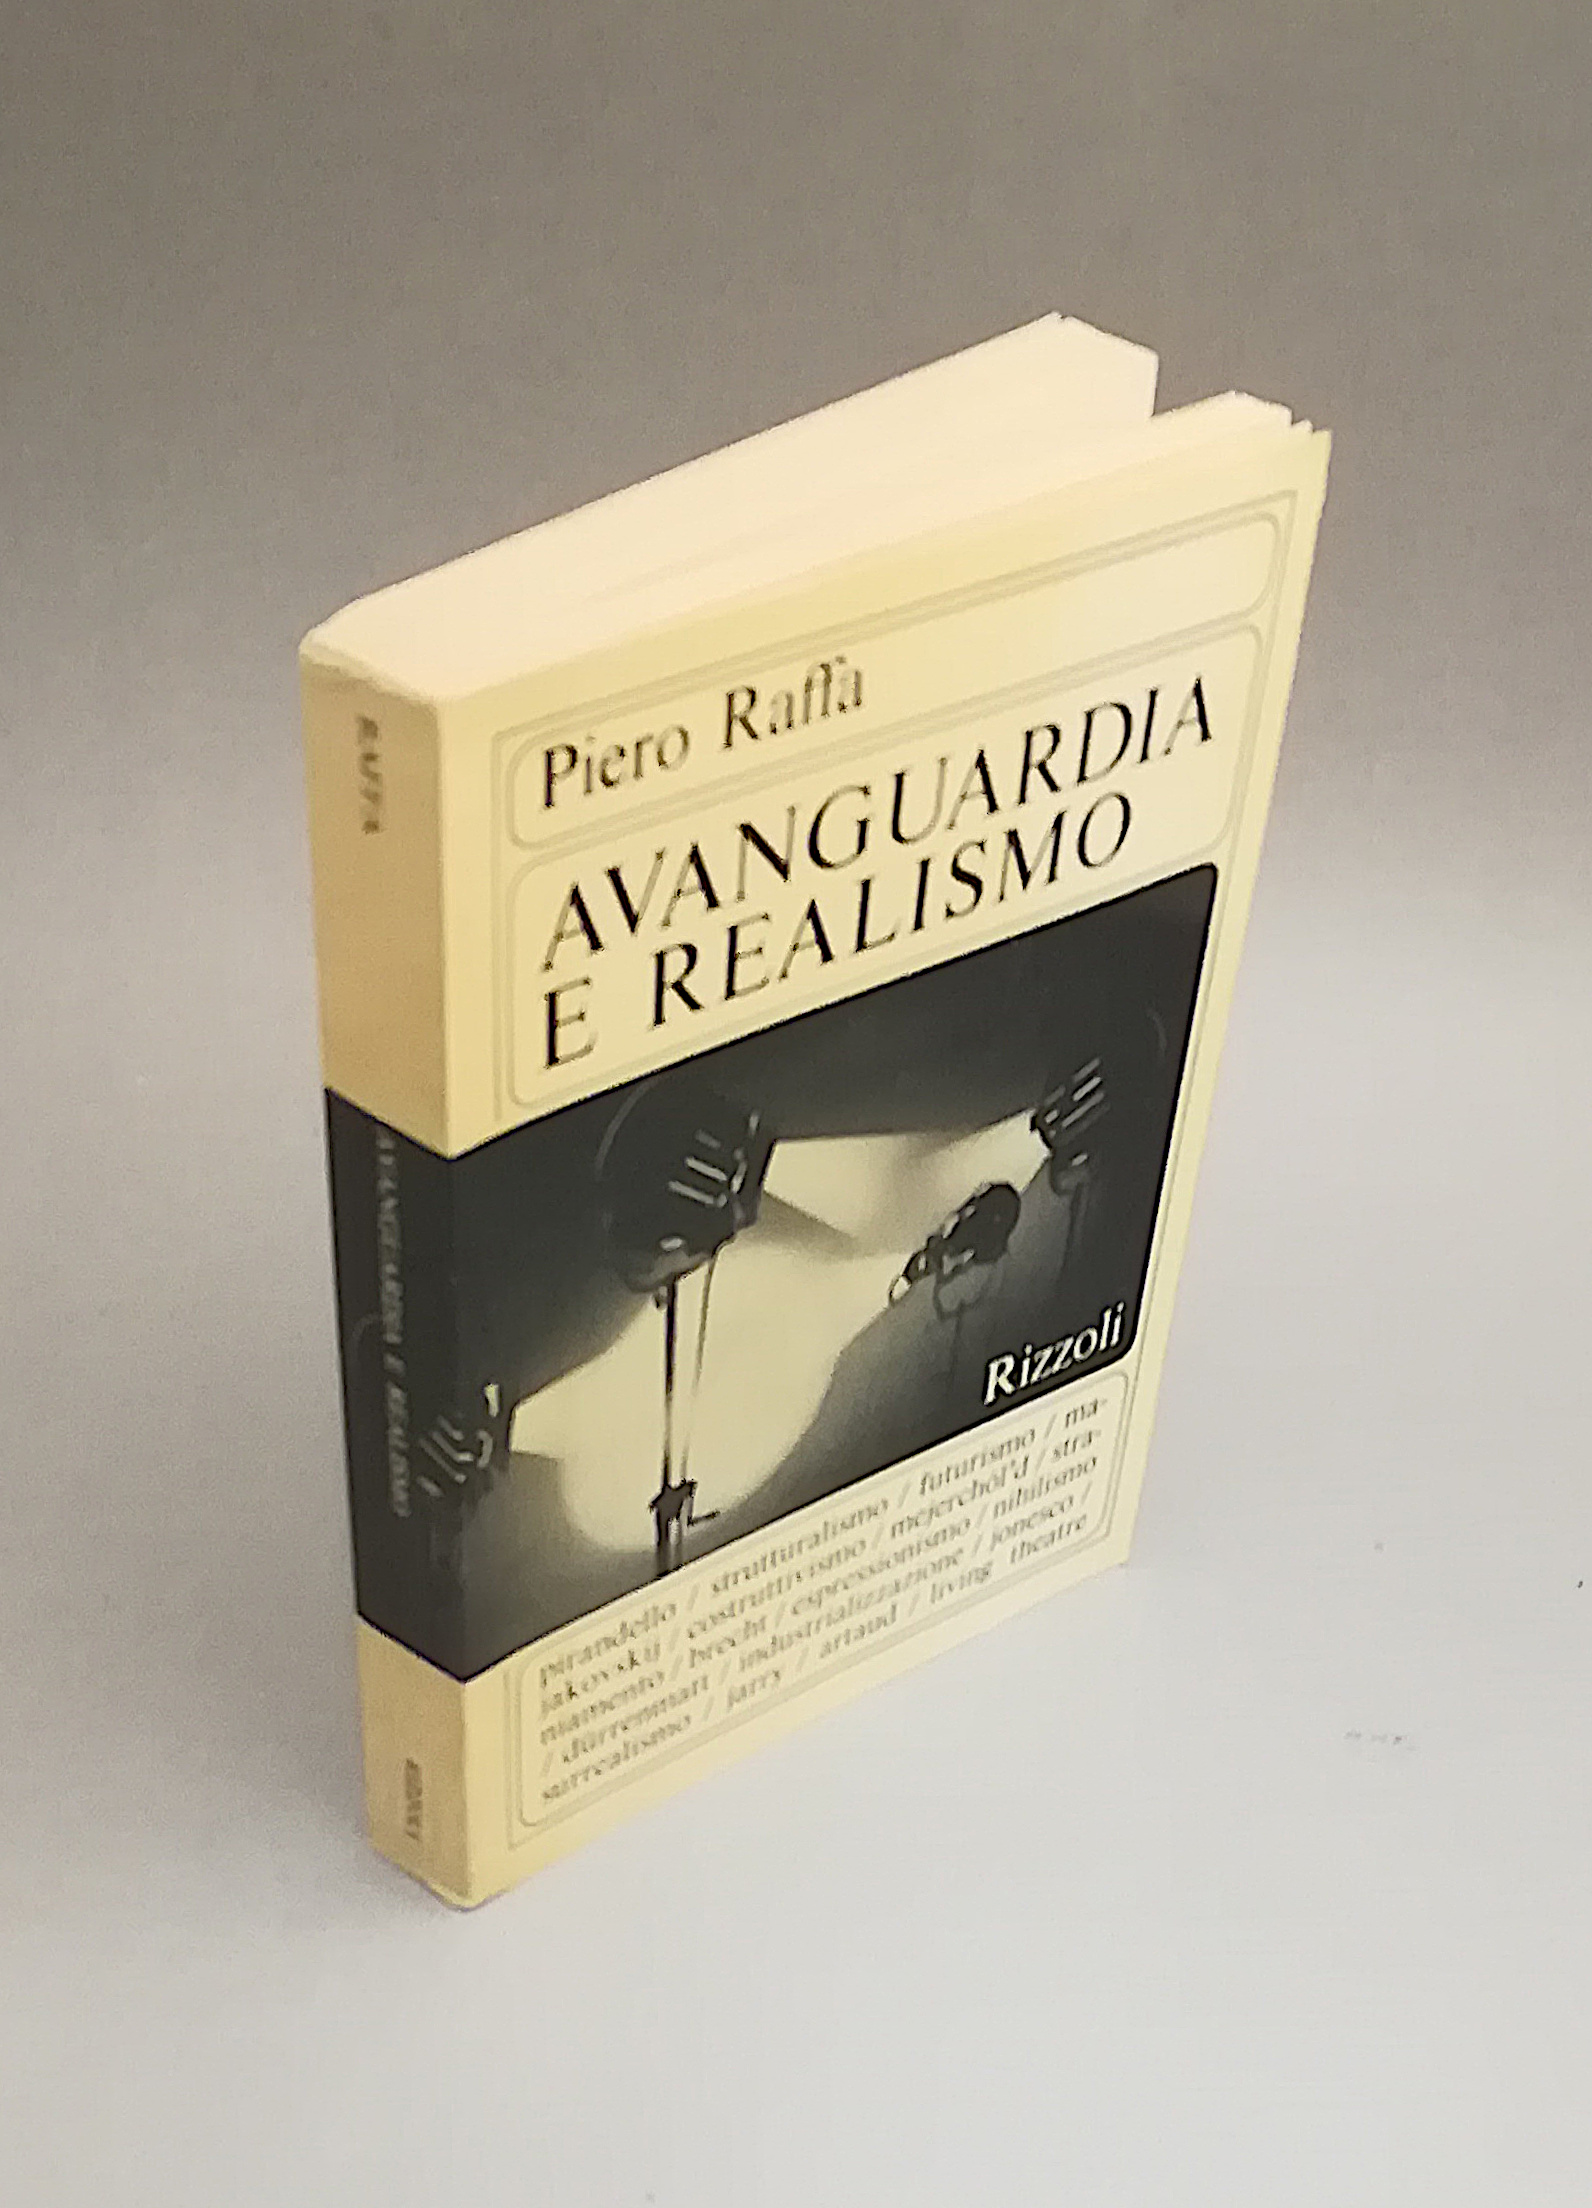 Piero Raffa
AVANGUARDIA
E REALISMO
Rizzoli
pirandello / strutturalismo / futurismo / ma-
jakovskij / costruttivismo / mejerchol'd / stra-
niamento / brecht / espressionismo / nihilismo
/ dürrenmatt / industrializzazione / jonesco /
surrealismo / jarry / artaud / living theatre
RAFFA
AVANGUARDIA E REALISMO